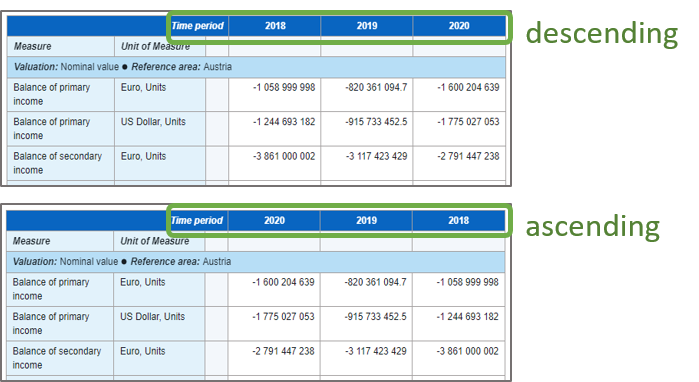 Time period 2018 2019 2020
descending
Measure Unit of Measure
Valuation: Nominal value ● Reference area: Austria
Balance of primary Euro, Units -1 058 999 998 -820 361 094.7 -1 600 204 639
income
Balance of primary US Dollar, Units -1 244 693 182 -915 733 452.5 -1 775 027 053
income
Balance of secondary Euro, Units -3 861 000 002 -3 117 423 429 -2 791 447 238
income
Time period 2020 2019 2018
ascending
Measure Unit of Measure
Valuation: Nominal value ● Reference area: Austria
Balance of primary Euro, Units -1 600 204 639 -820 361 094.7 -1 058 999 998
income
Balance of primary US Dollar, Units -1 775 027 053 -915 733 452.5 -1 244 693 182
income
Balance of secondary Euro, Units -2 791 447 238 -3 117 423 429 -3 861 000 002
income